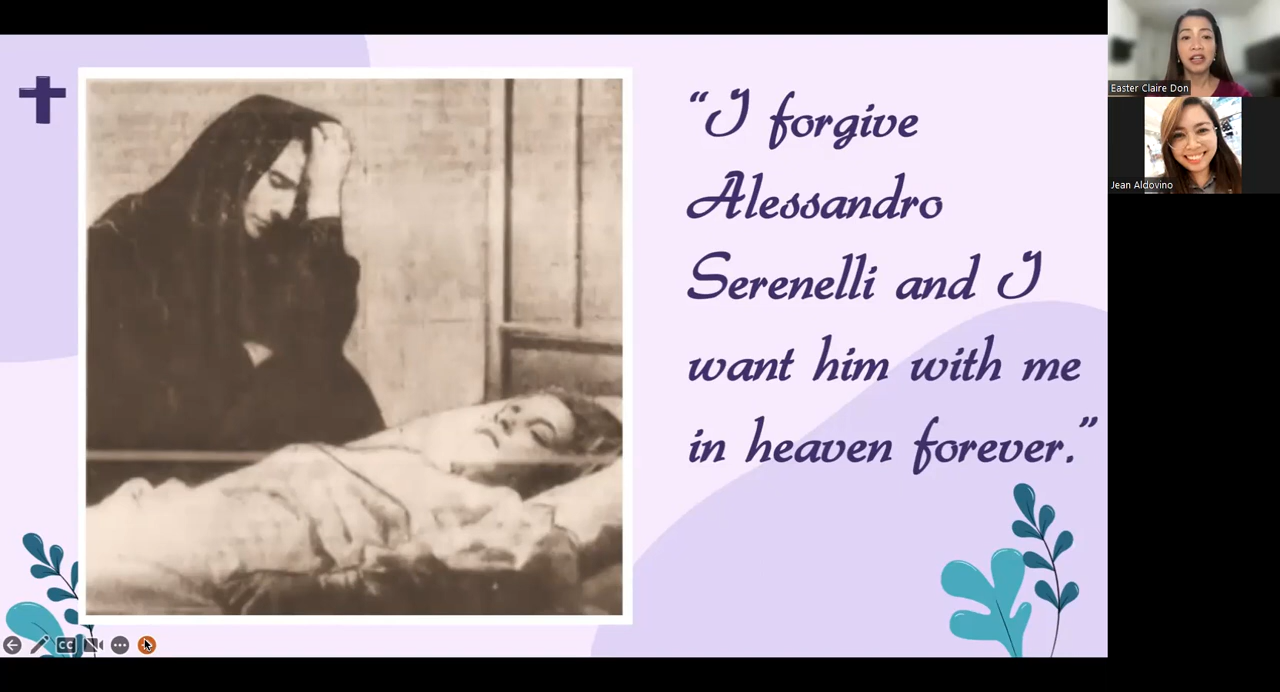 “I forgive
Alessandro
Serenelli and I
want him with me
in heaven forever.”
Easter Claire Don
Jean Aldovino
CC